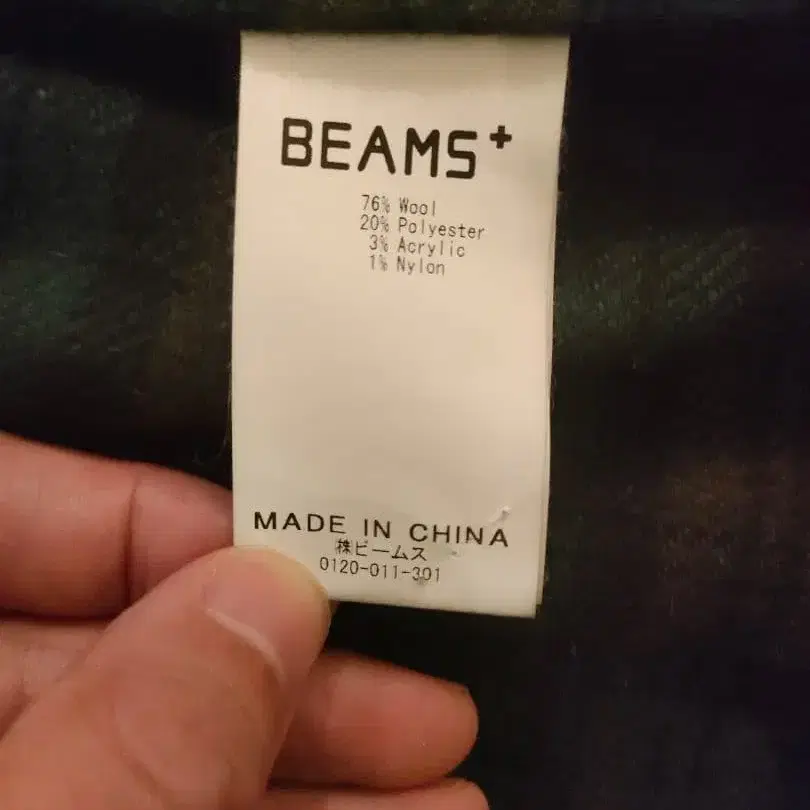 BEAMS+
76% Wool
20% Polyester
3% Acrylic
1% Nylon
MADE IN CHINA
㈱ビームス
0120-011-301